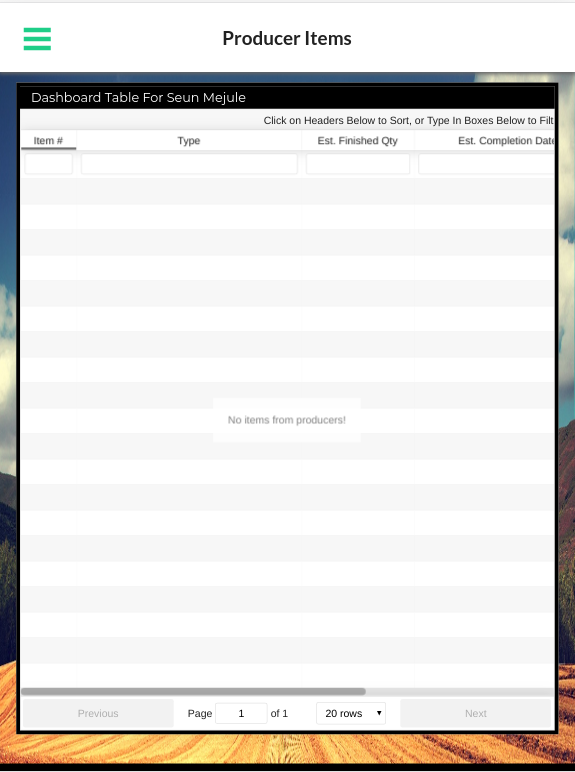 Producer Items
Dashboard Table For Seun Mejule
Click on Headers Below to Sort, or Type In Boxes Below to Filt
Item # Type Est. Finished Qty Est. Completion Date
No items from producers!
Previous Page 1 of 1 20 rows Next